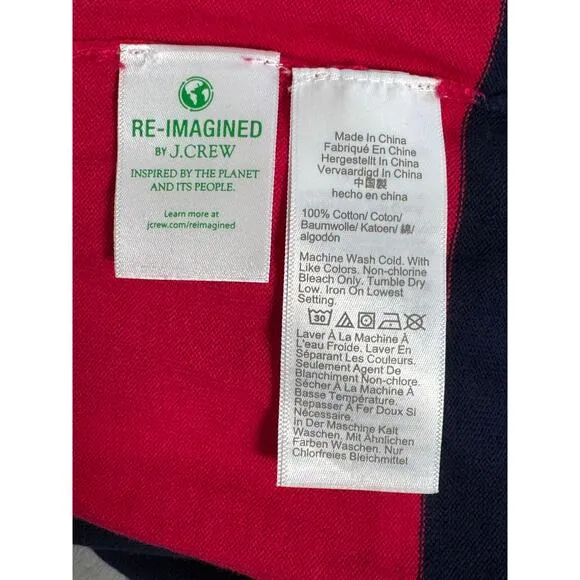 RE-IMAGINED
BY J.CREW
INSPIRED BY THE PLANET
AND ITS PEOPLE.
Learn more at
jcrew.com/reimagined
Made In China
Fabriqué En Chine
Hergestellt In China
Vervaardigd In China
中国製
hecho en china
100% Cotton/ Coton/
Baumwolle/ Katoen/ 綿/
algodón
Machine Wash Cold. With
Like Colors. Non-chlorine
Bleach Only. Tumble Dry
Low. Iron On Lowest
Setting.
30
Laver À La Machine À
L'eau Froide. Laver En
Séparant Les Couleurs.
Seulement Agent De
Blanchiment Non-chlore.
Sécher À La Machine À
Basse Température.
Repasser À Fer Doux Si
Nécessaire.
In Der Maschine Kalt
Waschen. Mit Ähnlichen
Farben Waschen. Nur
Chlorfreies Bleichmittel